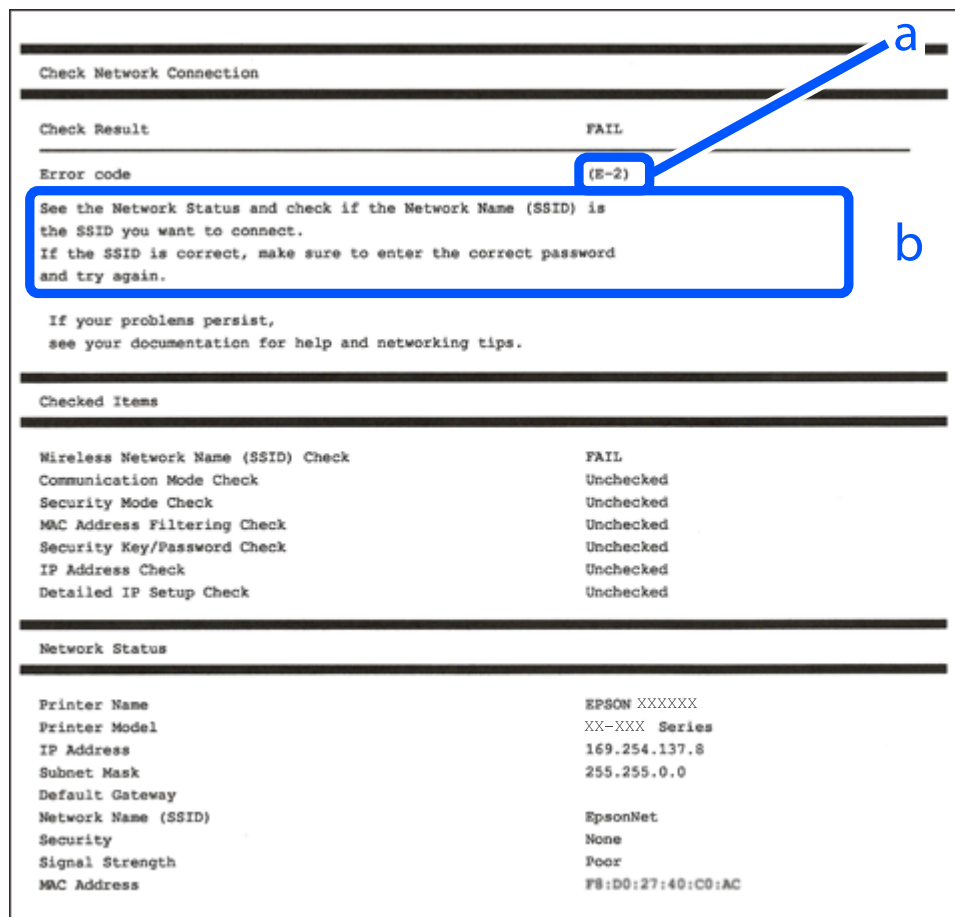 a
Check Network Connection
Check Result FAIL
Error code (E-2)
See the Network Status and check if the Network Name (SSID) is
the SSID you want to connect.
If the SSID is correct, make sure to enter the correct password
and try again.
b
If your problems persist,
see your documentation for help and networking tips.
Checked Items
Wireless Network Name (SSID) Check FAIL
Communication Mode Check Unchecked
Security Mode Check Unchecked
MAC Address Filtering Check Unchecked
Security Key/Password Check Unchecked
IP Address Check Unchecked
Detailed IP Setup Check Unchecked
Network Status
Printer Name EPSON XXXXXX
Printer Model XX-XXX Series
IP Address 169.254.137.8
Subnet Mask 255.255.0.0
Default Gateway
Network Name (SSID) EpsonNet
Security None
Signal Strength Poor
MAC Address F8:D0:27:40:C0:AC